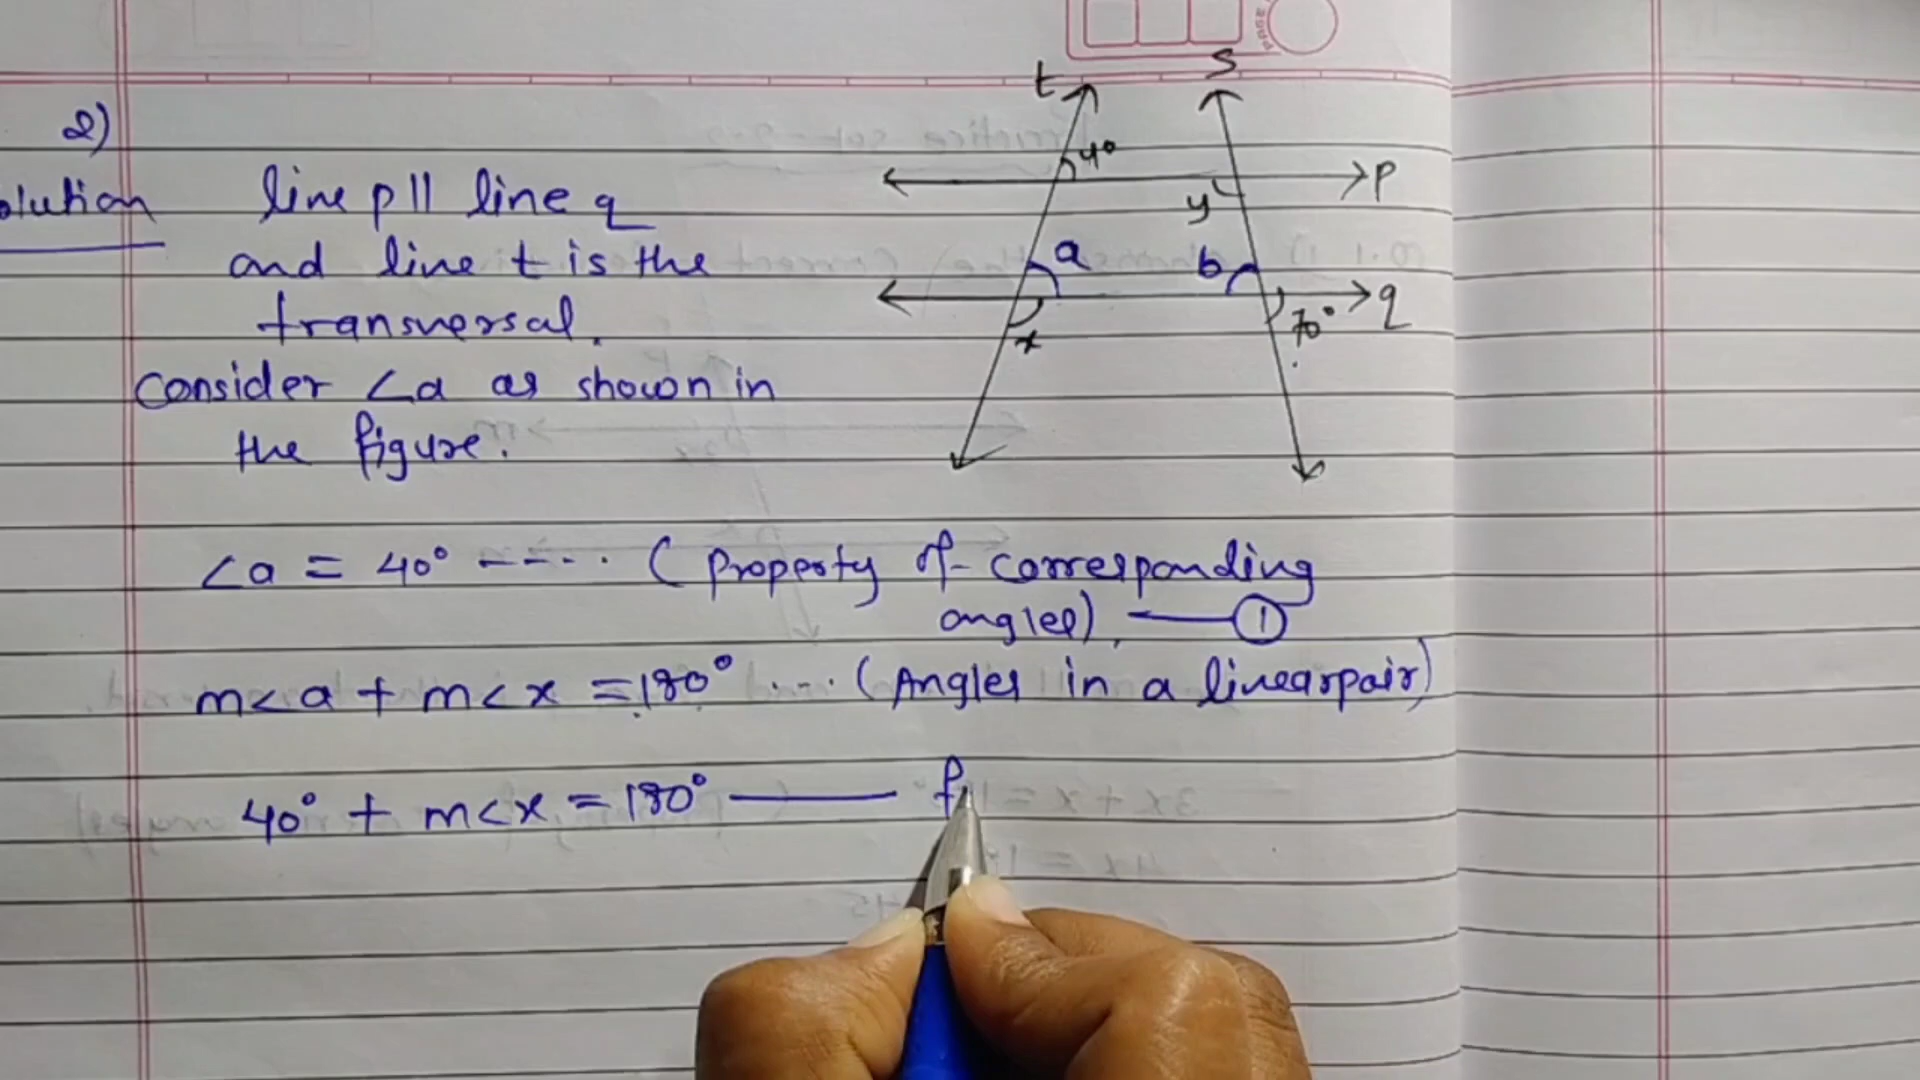 2)
olution line p || line q
and line t is the
transversal.
Consider <a as shown in
the figure.
t
s
40
p
y
a
b
q
x
70°
<a = 40° ----- (property of corresponding
angles). ——— ①
m<a + m<x = 180° .... (Angles in a linear pair)
40° + m<x = 180° ———